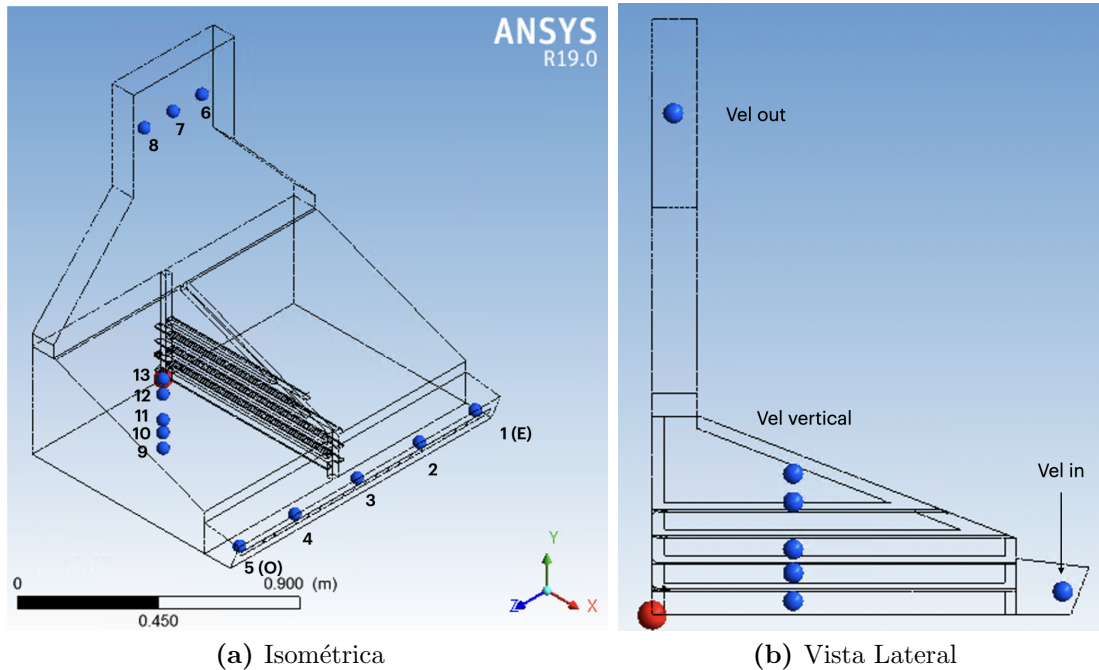 ANSYS
R19.0
6
7
8
13
12
11
10
9
1 (E)
2
3
4
5 (O)
0
0.900 (m)
0.450
Y
Z
X
(a) Isométrica
Vel out
Vel vertical
Vel in
(b) Vista Lateral